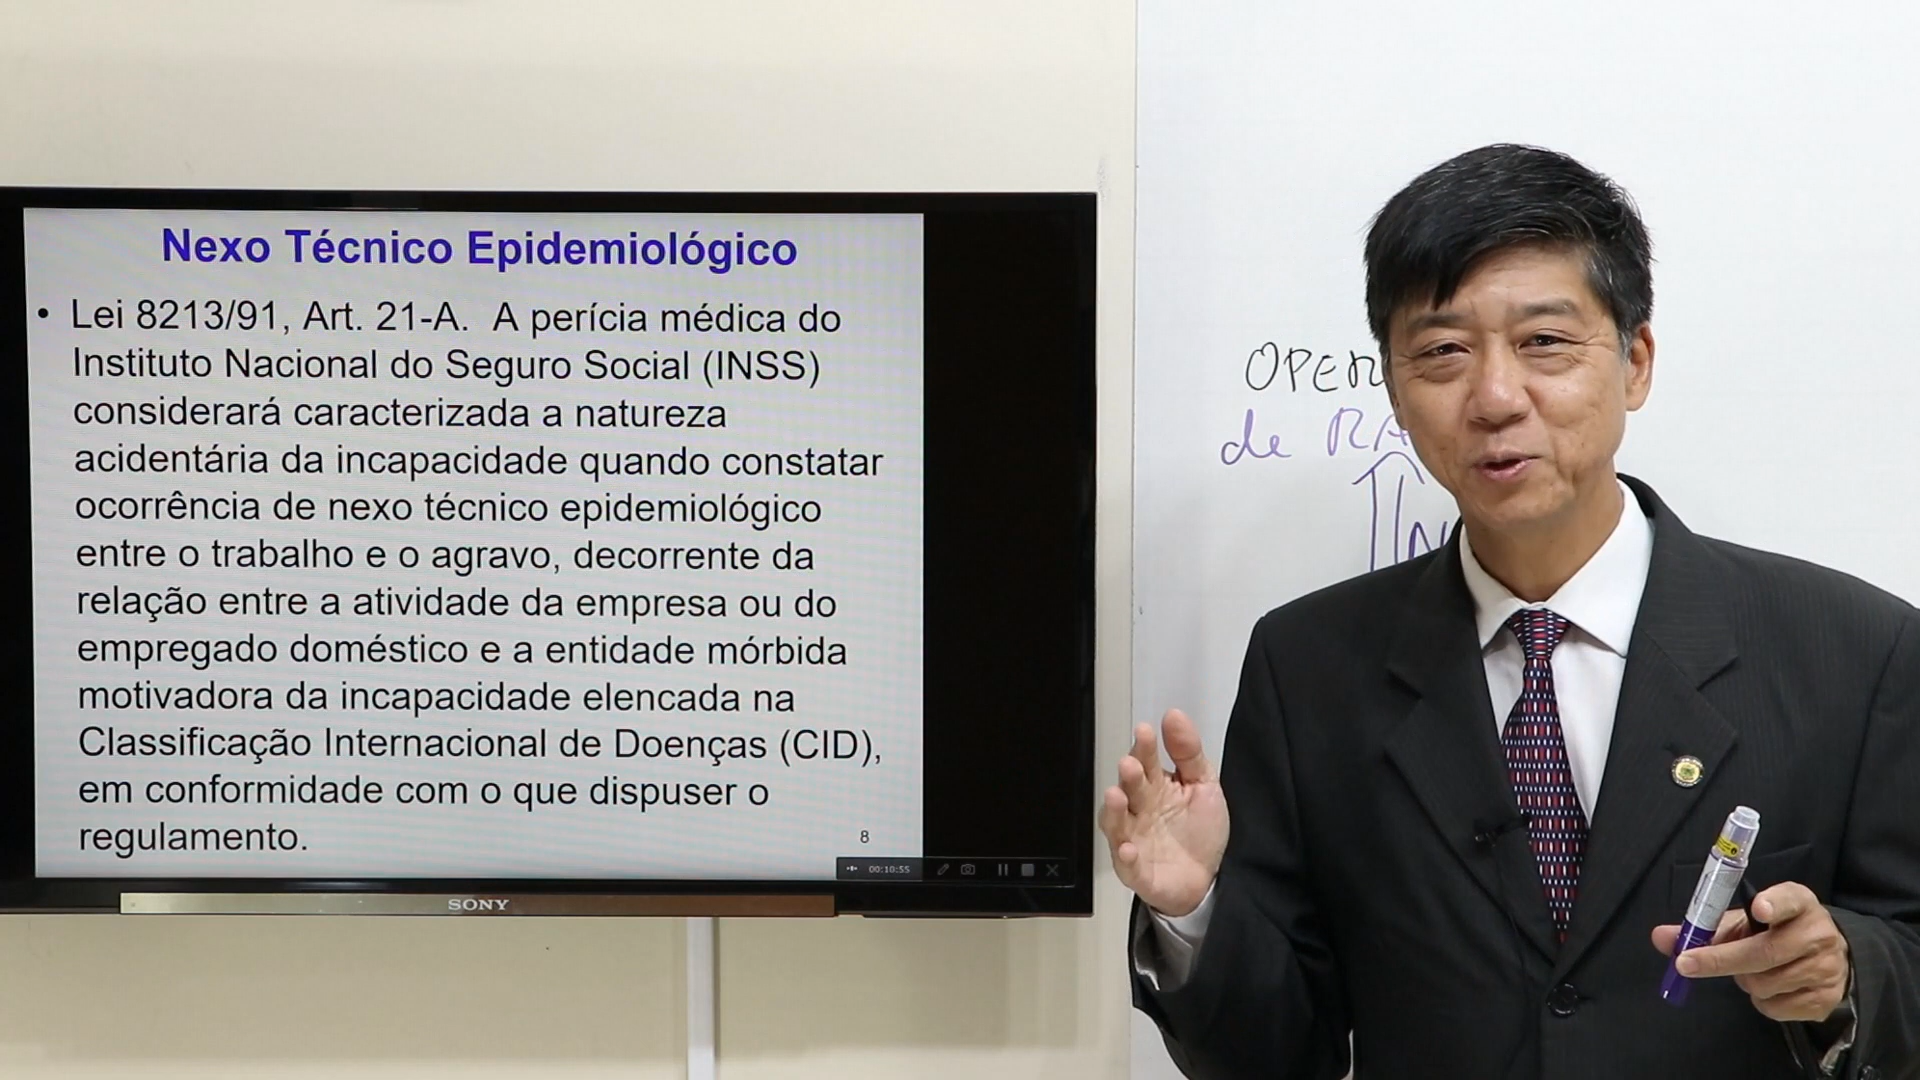 Nexo Técnico Epidemiológico
• Lei 8213/91, Art. 21-A. A perícia médica do
Instituto Nacional do Seguro Social (INSS)
considerará caracterizada a natureza
acidentária da incapacidade quando constatar
ocorrência de nexo técnico epidemiológico
entre o trabalho e o agravo, decorrente da
relação entre a atividade da empresa ou do
empregado doméstico e a entidade mórbida
motivadora da incapacidade elencada na
Classificação Internacional de Doenças (CID),
em conformidade com o que dispuser o
regulamento.
8
00:10:55
SONY
de